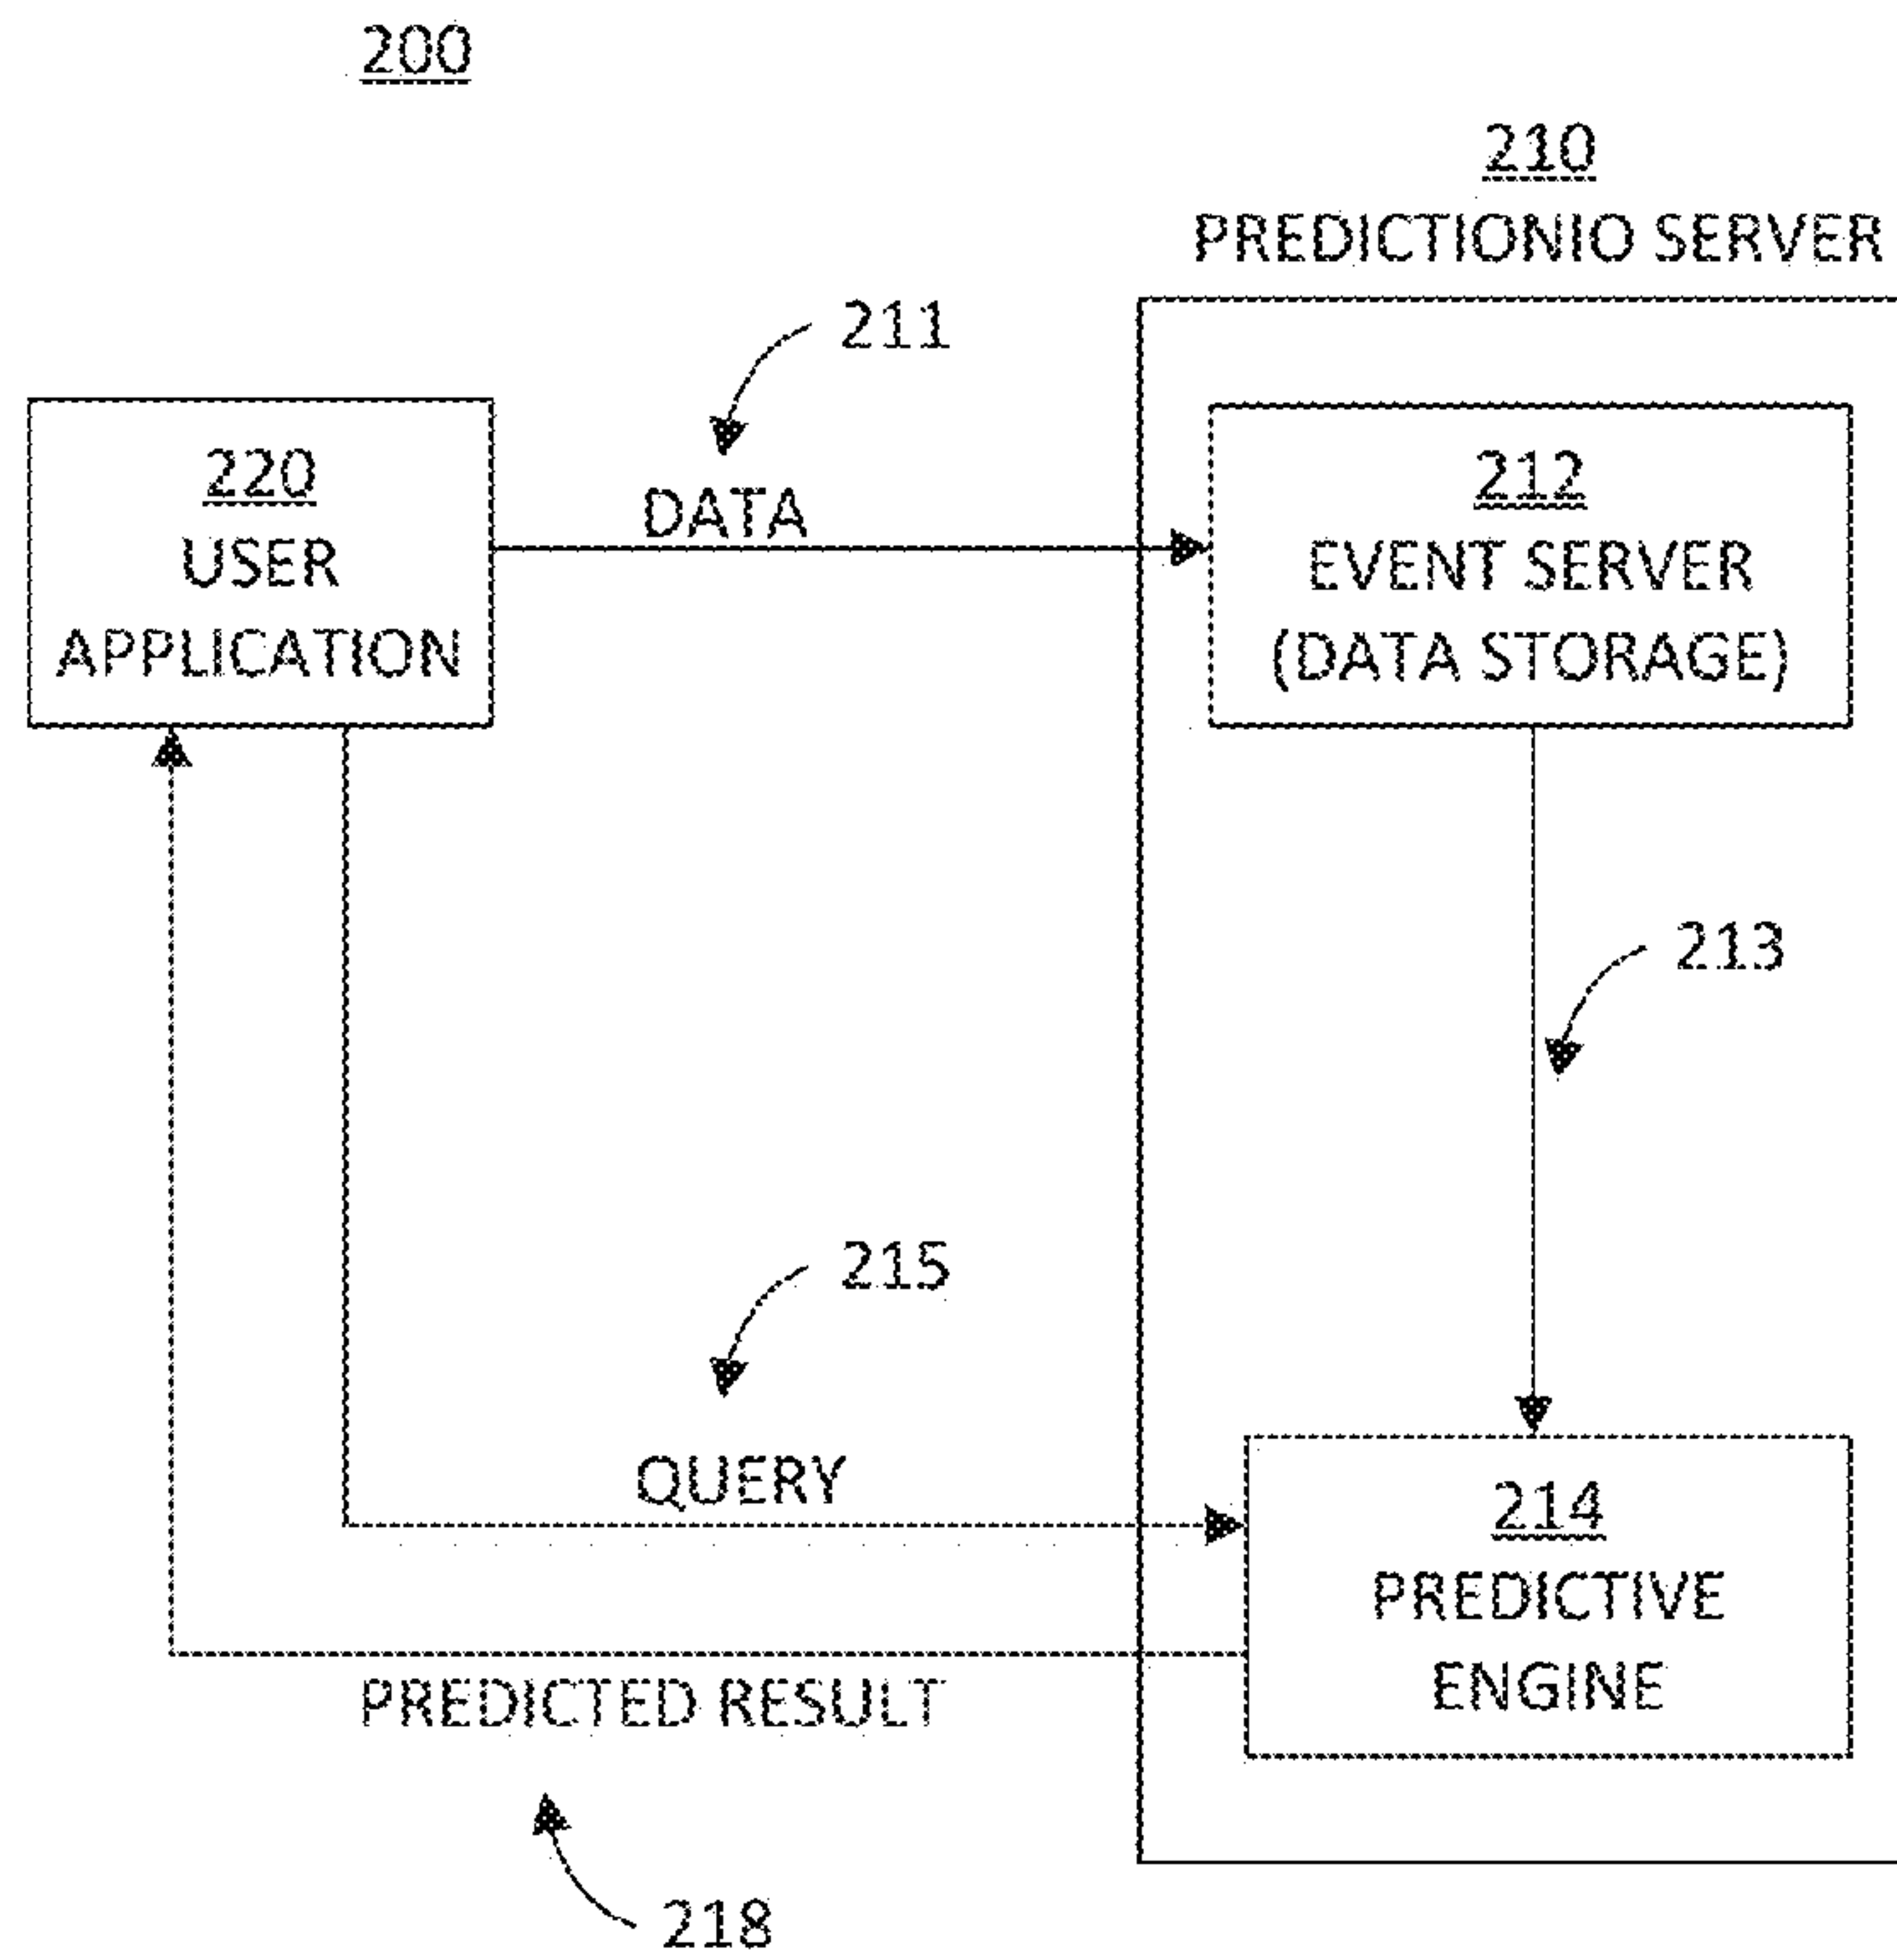 200
210
PREDICTIONIO SERVER
211
220
USER
APPLICATION
DATA
212
EVENT SERVER
(DATA STORAGE)
213
215
QUERY
214
PREDICTIVE
ENGINE
PREDICTED RESULT
218